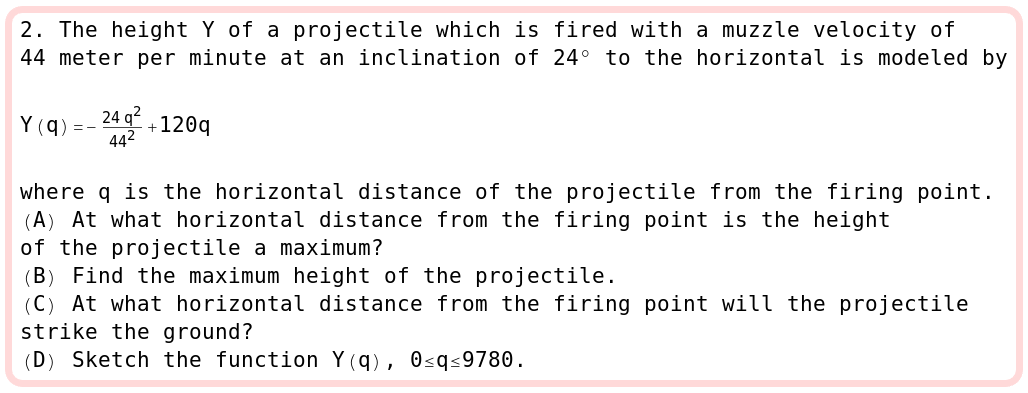 2. The height Y of a projectile which is fired with a muzzle velocity of
44 meter per minute at an inclination of 24° to the horizontal is modeled by
Y(q)=-\frac{24 q^2}{44^2}+120q
where q is the horizontal distance of the projectile from the firing point.
(A) At what horizontal distance from the firing point is the height
of the projectile a maximum?
(B) Find the maximum height of the projectile.
(C) At what horizontal distance from the firing point will the projectile
strike the ground?
(D) Sketch the function Y(q), 0≤q≤9780.